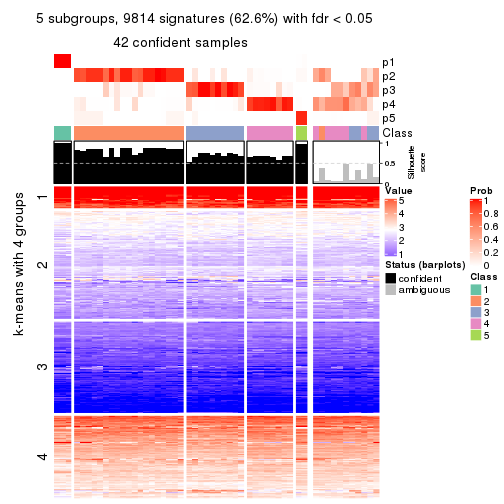 5 subgroups, 9814 signatures (62.6%) with fdr < 0.05
42 confident samples
p1
p2
p3
p4
p5
Class
1
0.5
0
Silhouette
score
k-means with 4 groups
1
2
3
4
Value
5
4
3
2
1
Status (barplots)
confident
ambiguous
Prob
1
0.8
0.6
0.4
0.2
0
Class
1
2
3
4
5